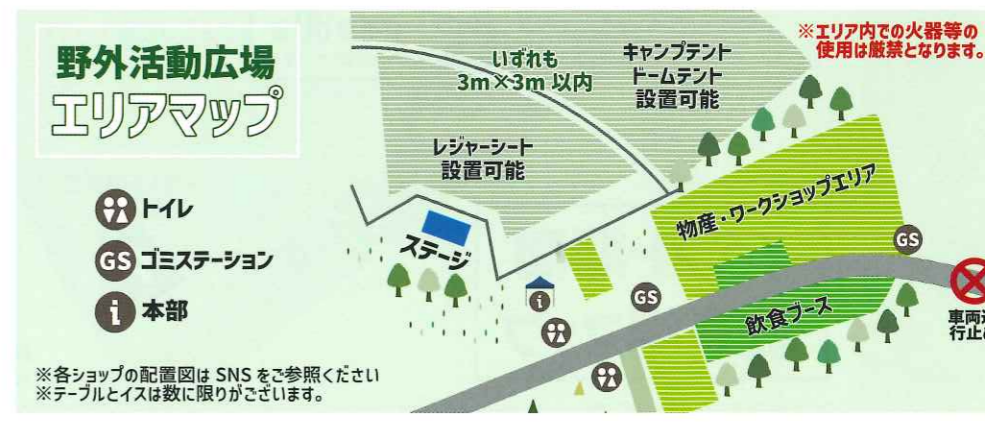 野外活動広場
エリアマップ
トイレ
GS ゴミステーション
i 本部
※各ショップの配置図は SNS をご参照ください
※テーブルとイスは数に限りがございます。
いずれも
3m×3m 以内
キャンプテント
ドームテント
設置可能
※エリア内での火器等の
使用は厳禁となります。
レジャーシート
設置可能
ステージ
物産・ワークショップエリア
GS
GS
i
飲食ブース
車両
行止